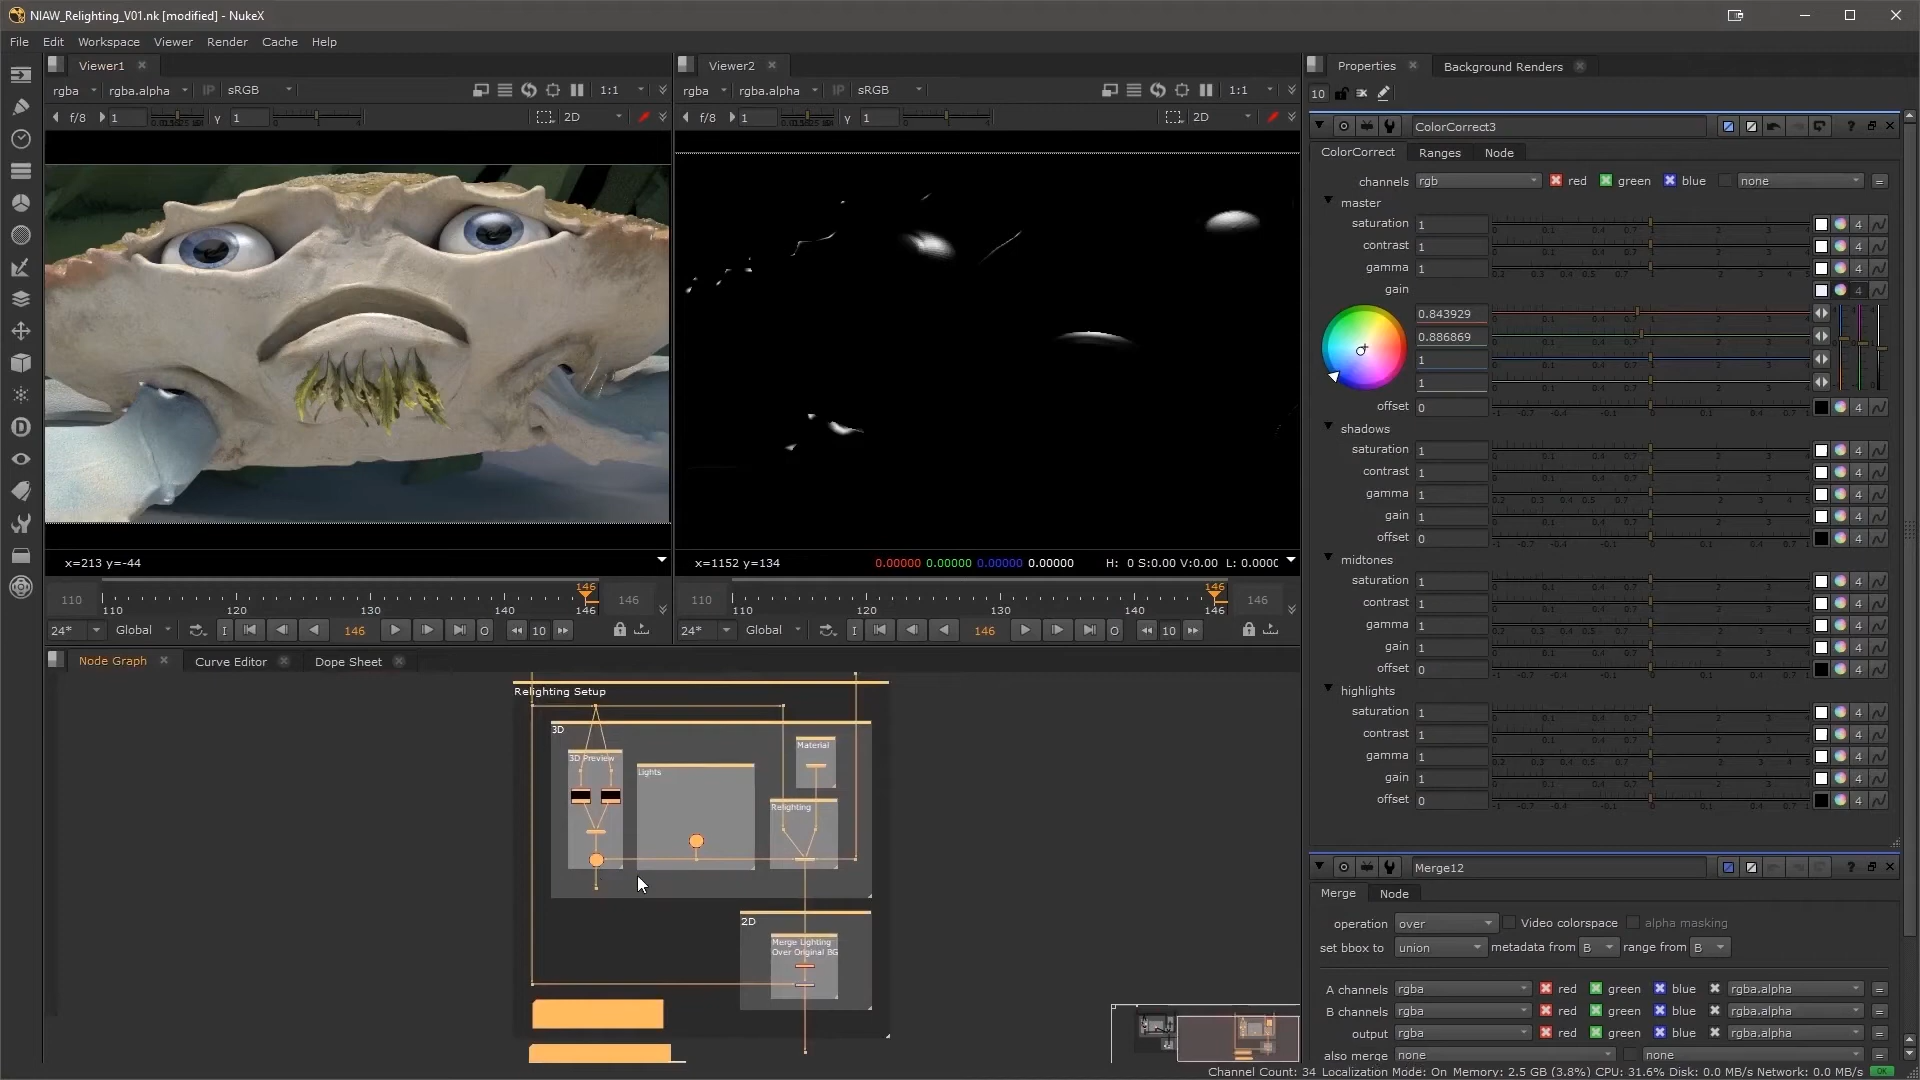 NIAW_Relighting_V01.nk [modified] - NukeX
File Edit Workspace Viewer Render Cache Help
Viewer1
rgba rgba.alpha IP sRGB 1:1
f/8 1 γ 1 2D
x=213 y=-44
110 110 120 130 140 146 146 146
24* Global I 146 O 10
Viewer2
rgba rgba.alpha IP sRGB 1:1
f/8 1 γ 1 2D
x=1152 y=134 0.00000 0.00000 0.00000 0.00000 H: 0 S:0.00 V:0.00 L: 0.0000
110 110 120 130 140 146 146 146
24* Global I 146 O 10
Node Graph Curve Editor Dope Sheet
Relighting Setup
3D
3D Preview
Lights
Material
Relighting
2D
Merge Lighting
Over Original BG
Properties Background Renders
10
ColorCorrect3
ColorCorrect Ranges Node
channels rgb red green blue none =
master
saturation 1
contrast 1
gamma 1
gain
0.843929
0.886869
1
1
offset 0
shadows
saturation 1
contrast 1
gamma 1
gain 1
offset 0
midtones
saturation 1
contrast 1
gamma 1
gain 1
offset 0
highlights
saturation 1
contrast 1
gamma 1
gain 1
offset 0
Merge12
Merge Node
operation over Video colorspace alpha masking
set bbox to union metadata from B range from B
A channels rgba red green blue rgba.alpha =
B channels rgba red green blue rgba.alpha =
output rgba red green blue rgba.alpha =
also merge none none =
Channel Count: 34 Localization Mode: On Memory: 2.5 GB (3.8%) CPU: 31.6% Disk: 0.0 MB/s Network: 0.0 MB/s OK